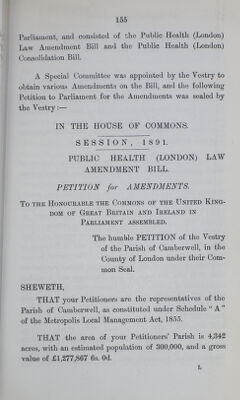 155
Parliament, and consisted of the Public Health (London)
Law Amendment Bill and the Public Health (London)
Consolidation Bill.
A Special Committee was appointed by the Vestry to
obtain various Amendments on the Bill, and the following
Petition to Parliament for the Amendments was sealed by
the Vestry:—
IN THE HOUSE OF COMMONS.
SESSION, 1891.
PUBLIC HEALTH (LONDON) LAW
AMENDMENT BILL.
PETITION for AMENDMENTS.
To the Honourable the Commons of the United King-
dom of Great Britain and Ireland in
Parliament assembled.
The humble PETITION of the Vestry
of the Parish of Camberwell, in the
County of London under their Com-
mon Seal.
SHEWETH,
THAT your Petitioners are the representatives of the
Parish of Camberwell, as constituted under Schedule "A"
of the Metropolis Local Management Act, 1855.
THAT the area of your Petitioners' Parish is 4,342
acres, with an estimated population of 300,000, and a gross
value of £1,277,867 6s. 0d.
L